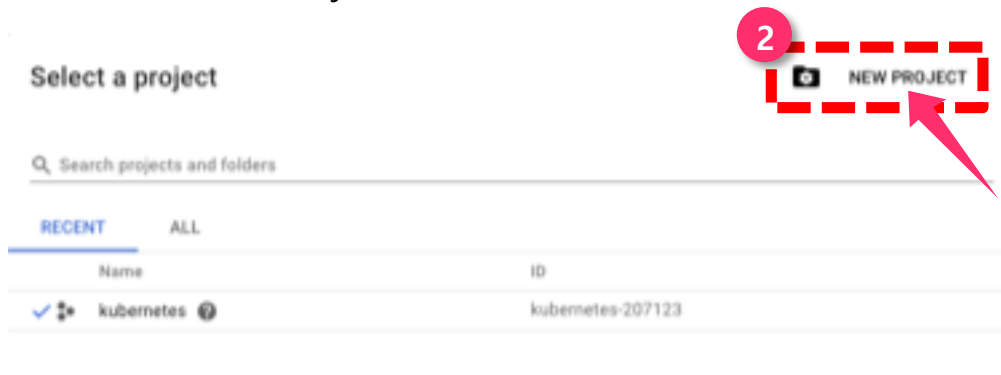 2
Select a project
NEW PROJECT
Search projects and folders
RECENT ALL
Name ID
kubernetes kubernetes-207123